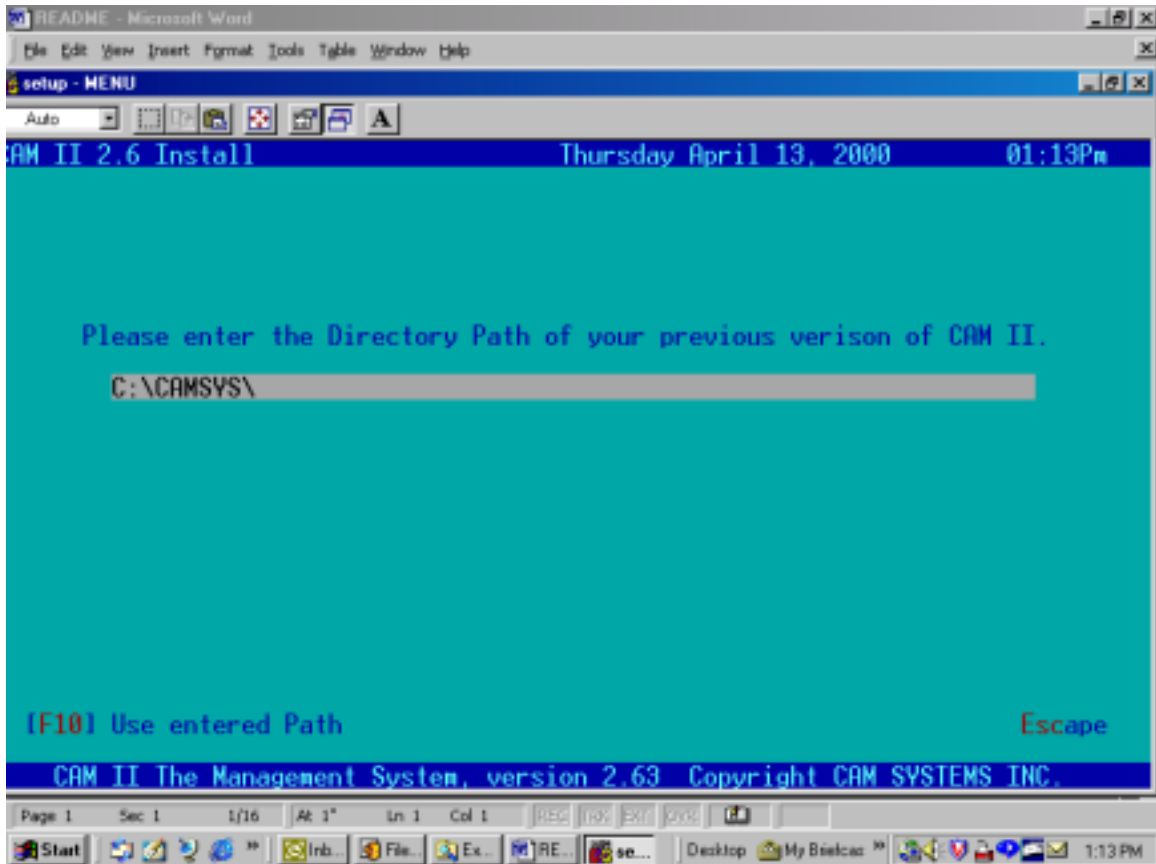 README - Microsoft Word
File Edit View Insert Format Tools Table Window Help
setup - MENU
Auto A
CAM II 2.6 Install Thursday April 13, 2000 01:13Pm
Please enter the Directory Path of your previous verison of CAM II.
C:\CAMSYS\
[F10] Use entered Path Escape
CAM II The Management System, version 2.63 Copyright CAM SYSTEMS INC.
Page 1 Sec 1 1/16 At 1" Ln 1 Col 1 REC TRK EXT OVR
Start » Inb... File... Ex... RE... se... Desktop My Briefcas » 1:13 PM